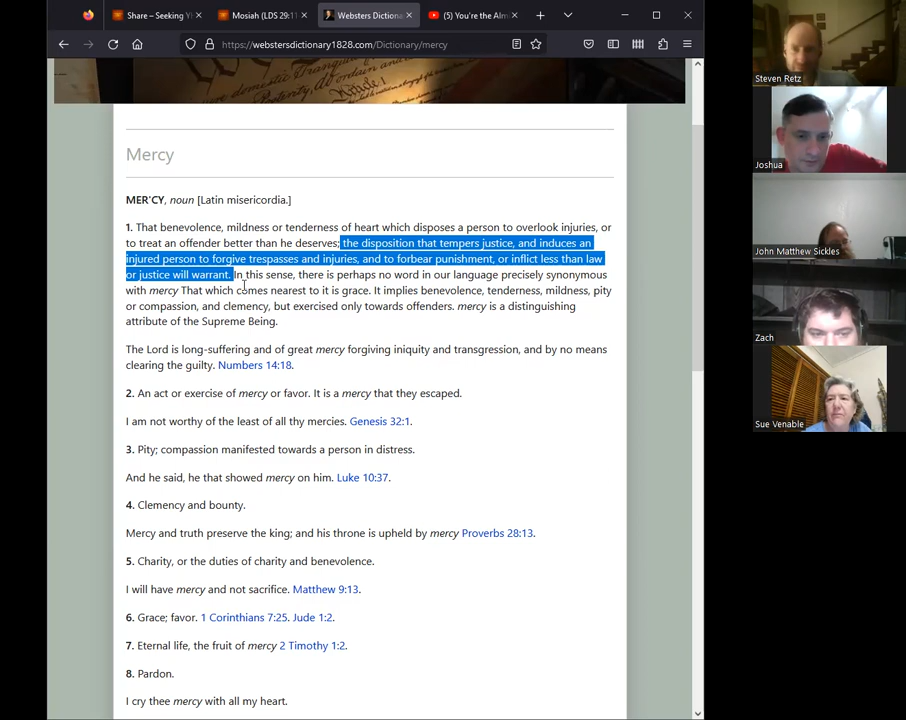 Share – Seeking Y
Mosiah (LDS 29:11
Websters Dictiona
(5) You're the Almi
https://webstersdictionary1828.com/Dictionary/mercy
Mercy
MER'CY, noun [Latin misericordia.]
1. That benevolence, mildness or tenderness of heart which disposes a person to overlook injuries, or
to treat an offender better than he deserves; the disposition that tempers justice, and induces an
injured person to forgive trespasses and injuries, and to forbear punishment, or inflict less than law
or justice will warrant. In this sense, there is perhaps no word in our language precisely synonymous
with mercy That which comes nearest to it is grace. It implies benevolence, tenderness, mildness, pity
or compassion, and clemency, but exercised only towards offenders. mercy is a distinguishing
attribute of the Supreme Being.
The Lord is long-suffering and of great mercy forgiving iniquity and transgression, and by no means
clearing the guilty. Numbers 14:18.
2. An act or exercise of mercy or favor. It is a mercy that they escaped.
I am not worthy of the least of all thy mercies. Genesis 32:1.
3. Pity; compassion manifested towards a person in distress.
And he said, he that showed mercy on him. Luke 10:37.
4. Clemency and bounty.
Mercy and truth preserve the king; and his throne is upheld by mercy Proverbs 28:13.
5. Charity, or the duties of charity and benevolence.
I will have mercy and not sacrifice. Matthew 9:13.
6. Grace; favor. 1 Corinthians 7:25. Jude 1:2.
7. Eternal life, the fruit of mercy 2 Timothy 1:2.
8. Pardon.
I cry thee mercy with all my heart.
Steven Retz
Joshua
John Matthew Sickles
Zach
Sue Venable